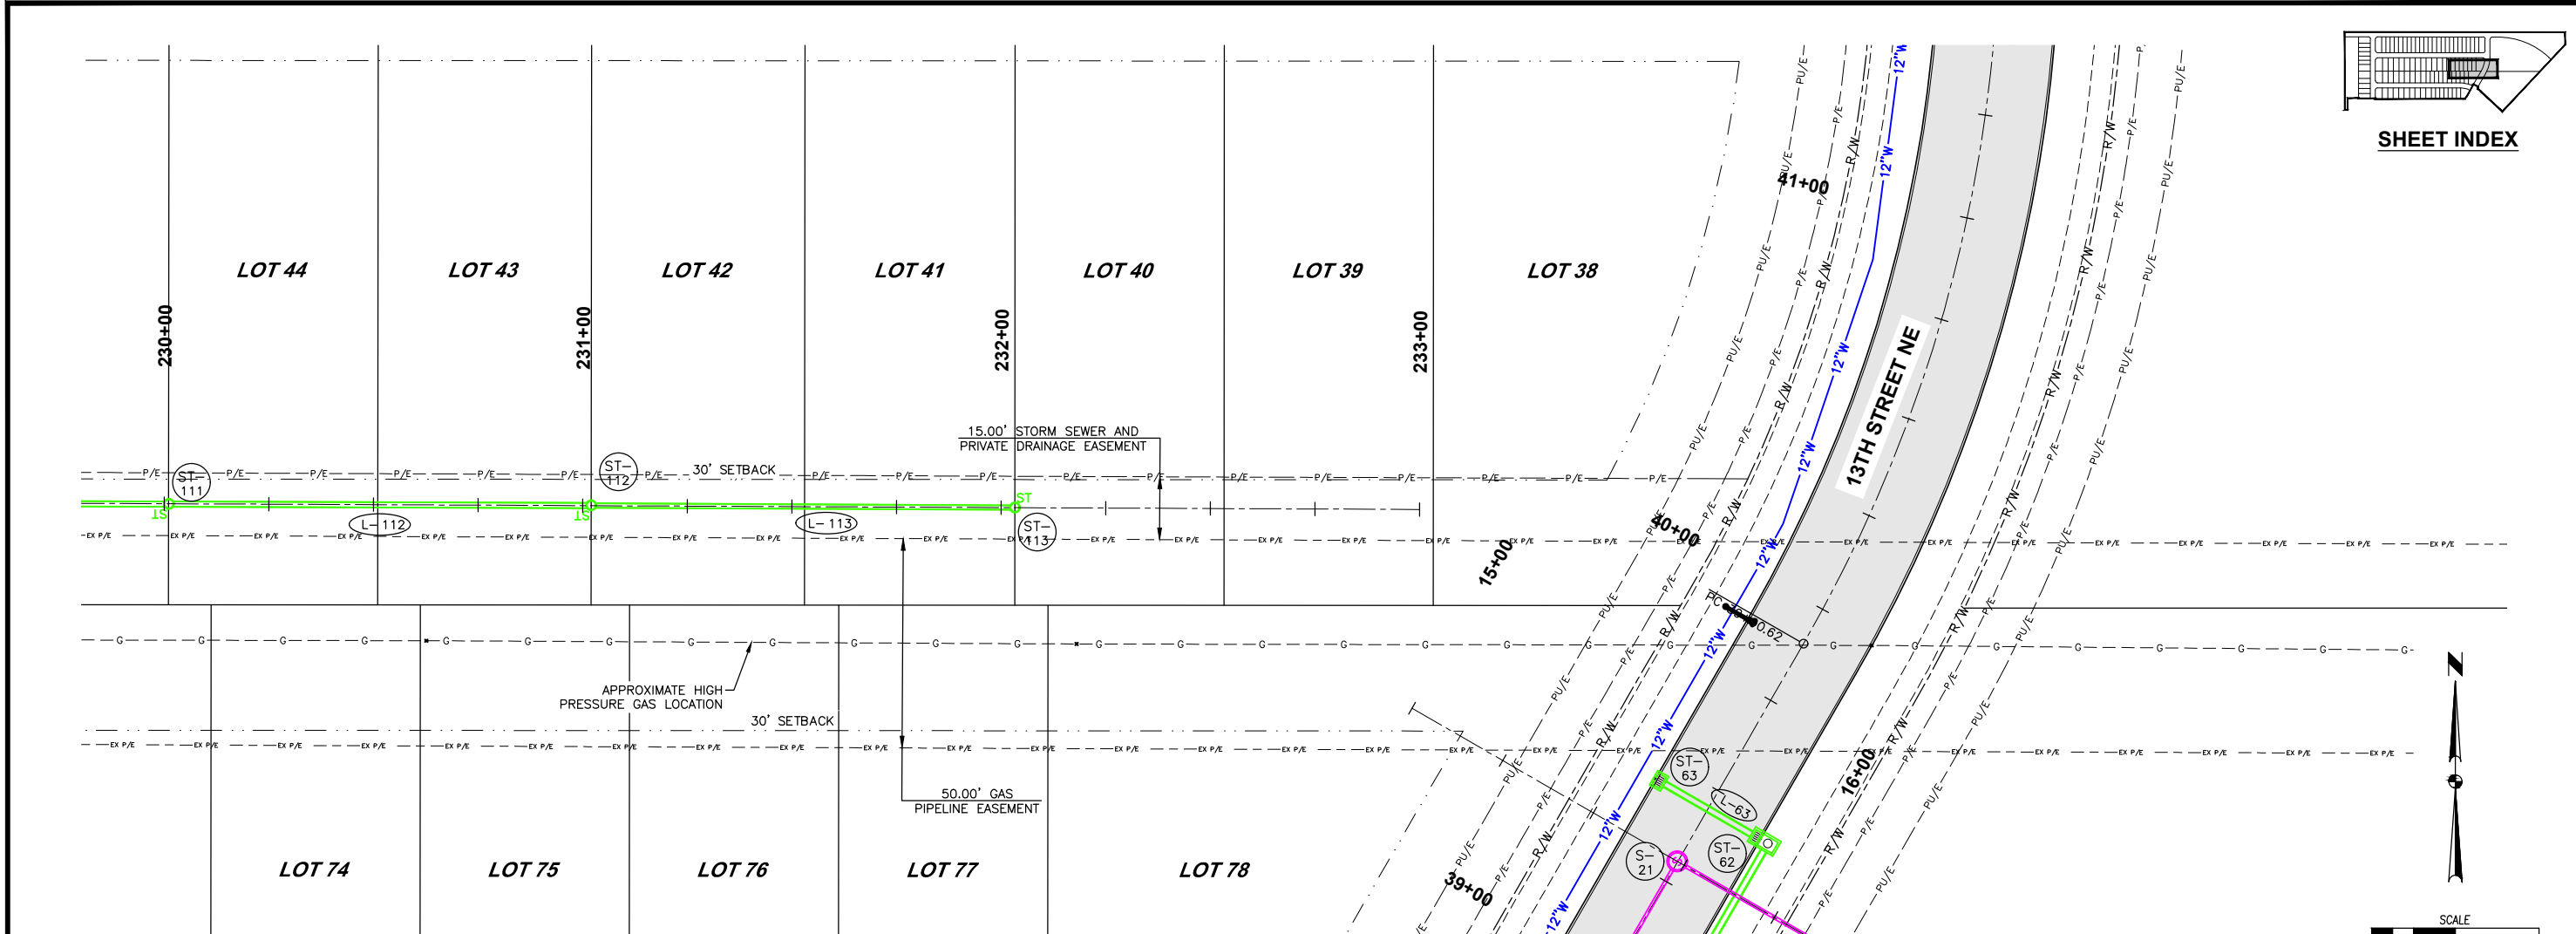 SHEET INDEX
41+00
LOT 44
LOT 43
LOT 42
LOT 41
LOT 40
LOT 39
LOT 38
230+00
231+00
232+00
233+00
13TH STREET NE
15.00' STORM SEWER AND
PRIVATE DRAINAGE EASEMENT
30' SETBACK
ST-
111
ST-
112
ST-
113
ST
ST
ST
L-112
L-113
P/E
EX P/E
PU/E
R/W
12"W
40+00
15+00
G
APPROXIMATE HIGH
PRESSURE GAS LOCATION
30' SETBACK
50.00' GAS
PIPELINE EASEMENT
N
ST-
63
L-63
16+00
ST-
62
S-
21
39+00
LOT 74
LOT 75
LOT 76
LOT 77
LOT 78
SCALE